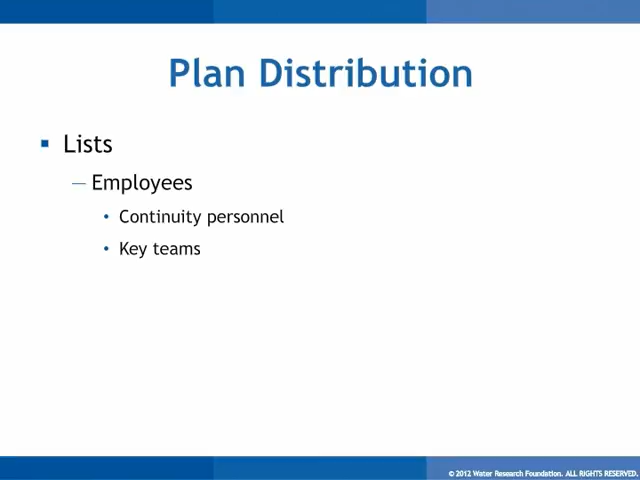 Plan Distribution
▪ Lists
— Employees
• Continuity personnel
• Key teams
© 2012 Water Research Foundation. ALL RIGHTS RESERVED.